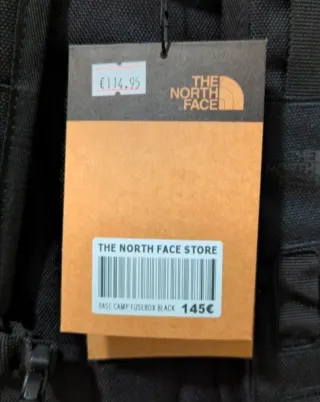 €114.95
THE
NORTH
FACE
THE NORTH FACE STORE
BASE CAMP FUSEBOX BLACK 145€